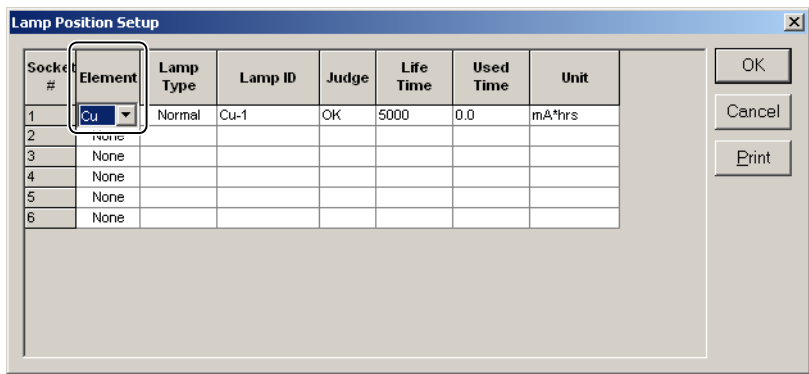 Lamp Position Setup
Socket # Element Lamp Type Lamp ID Judge Life Time Used Time Unit
1 Cu Normal Cu-1 OK 5000 0.0 mA*hrs
2 None
3 None
4 None
5 None
6 None
OK
Cancel
Print